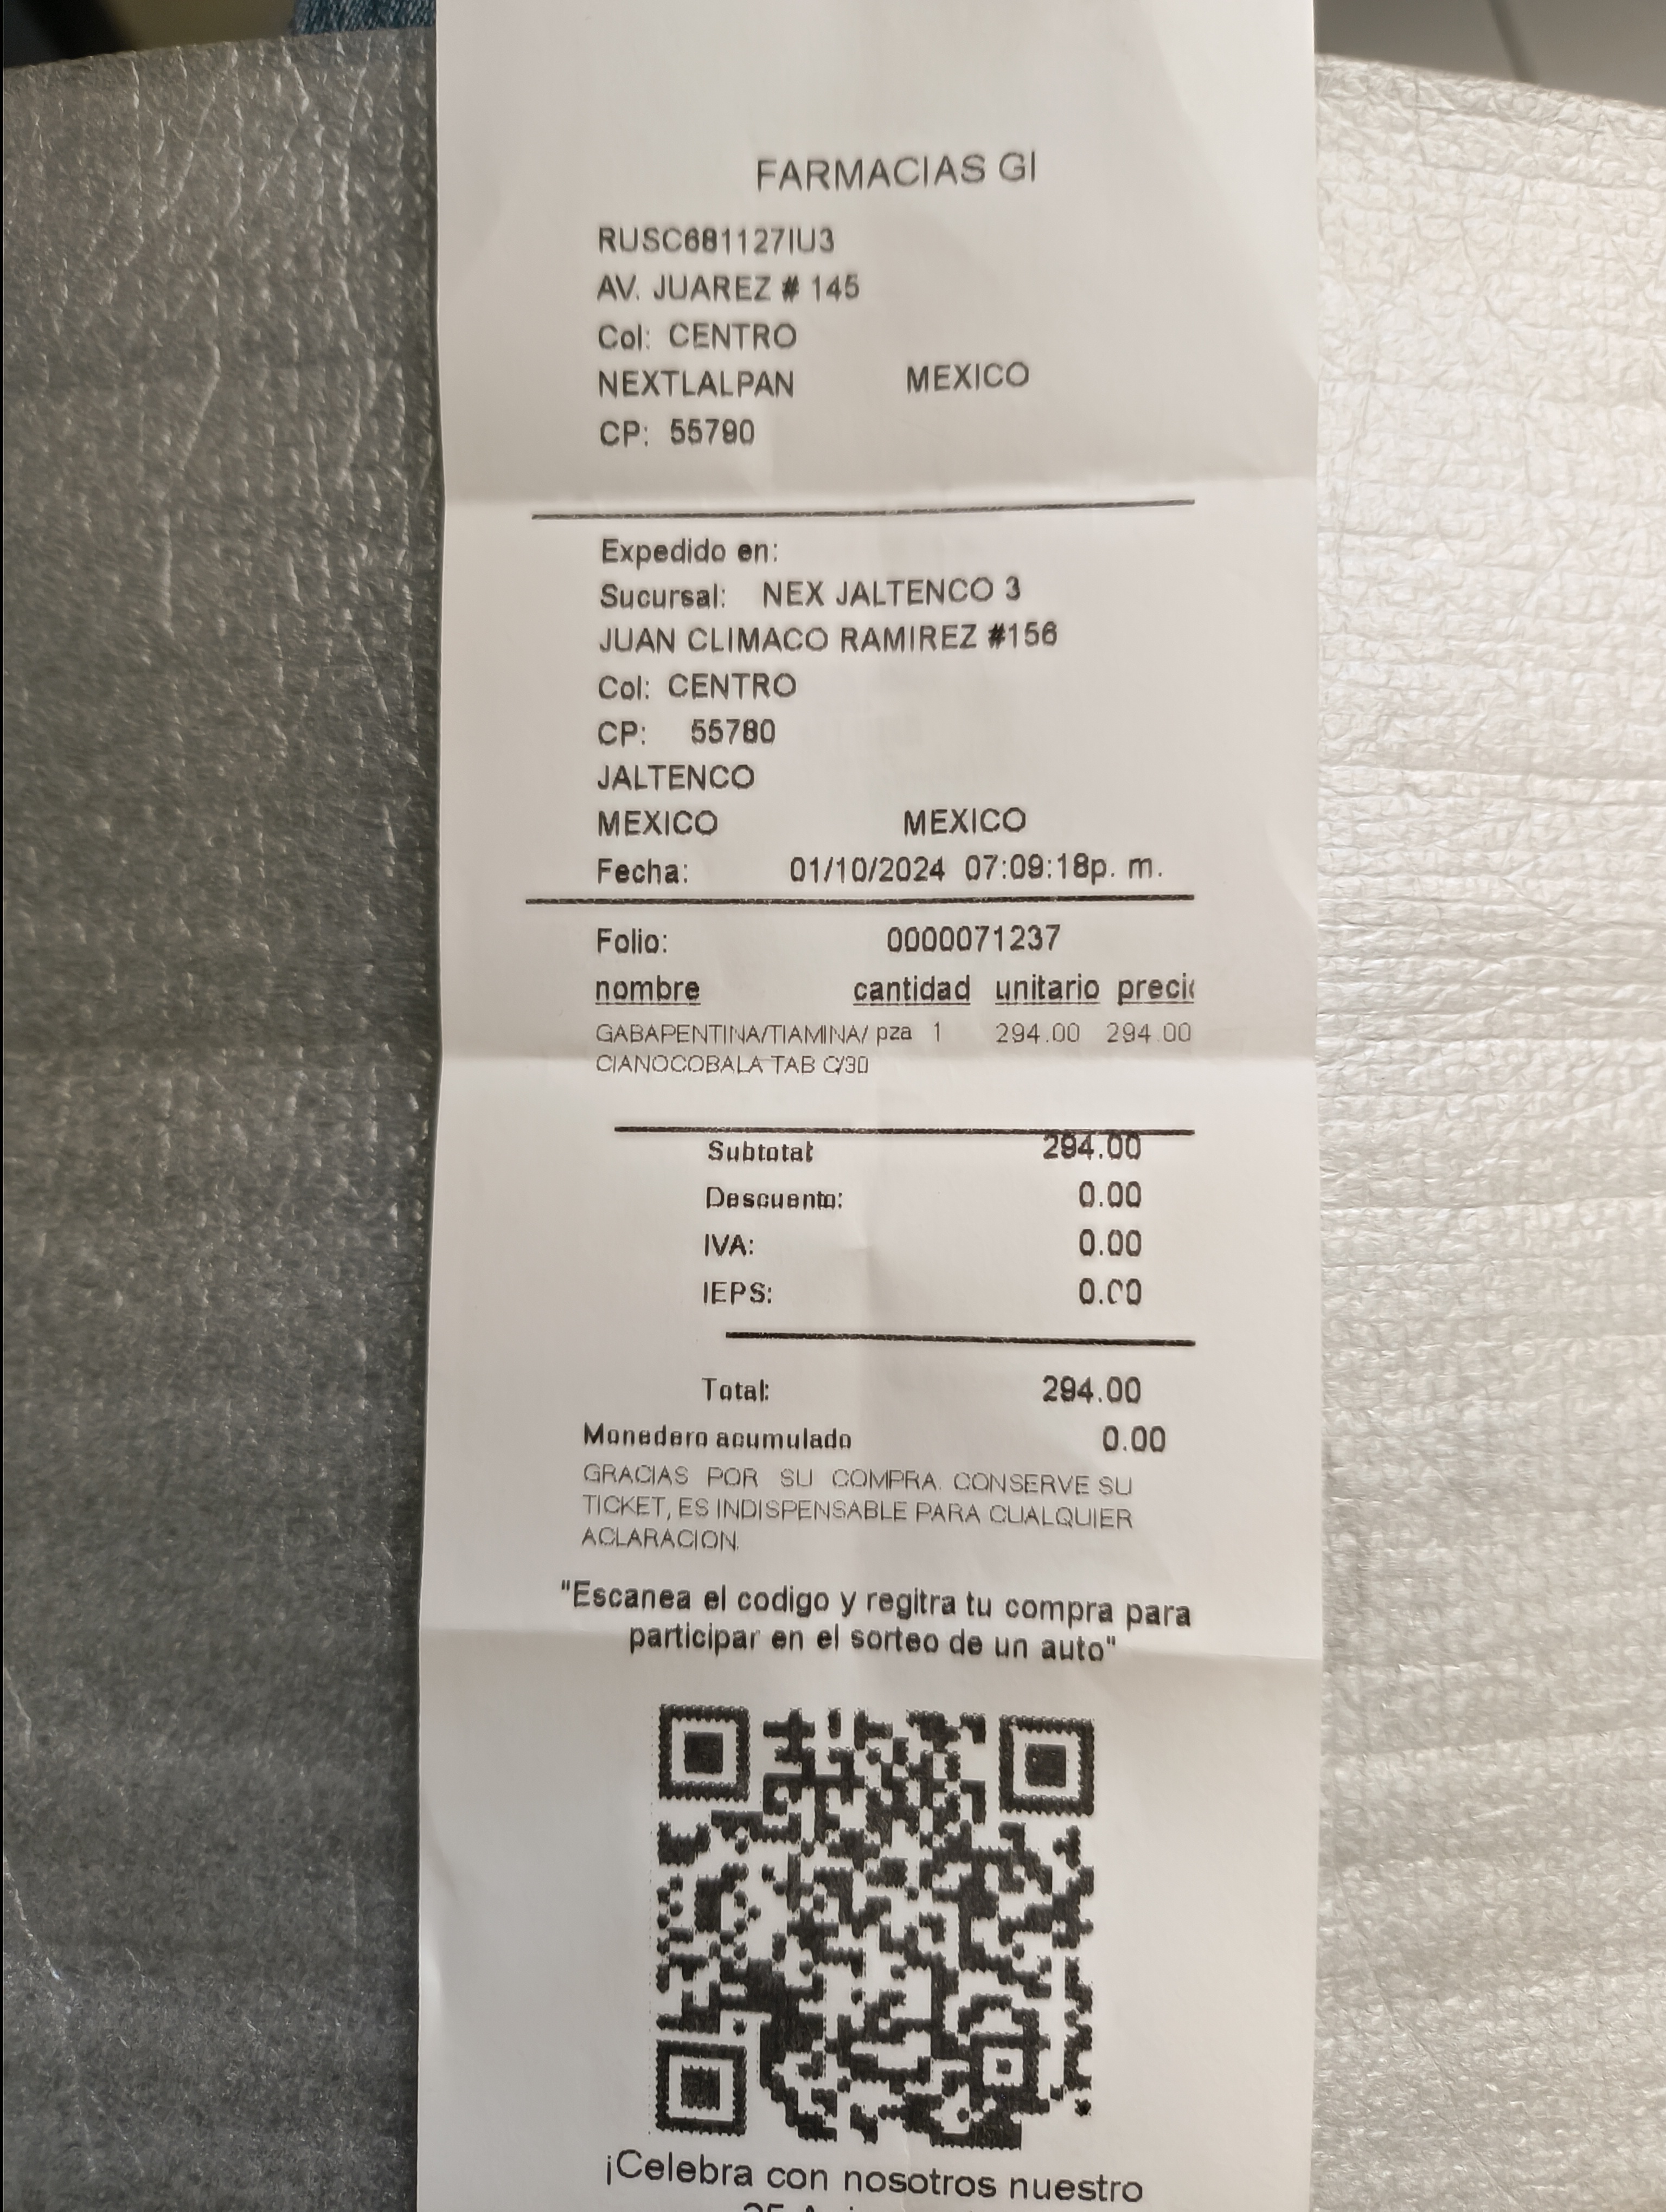 FARMACIAS GI
RUSC681127IU3
AV. JUAREZ # 145
Col: CENTRO
NEXTLALPAN MEXICO
CP: 55790
Expedido en:
Sucursal: NEX JALTENCO 3
JUAN CLIMACO RAMIREZ #156
Col: CENTRO
CP: 55780
JALTENCO
MEXICO MEXICO
Fecha: 01/10/2024 07:09:18p. m.
Folio: 0000071237
nombre cantidad unitario preci
GABAPENTINA/TIAMINA/ pza 1 294.00 294.00
CIANOCOBALA TAB C/30
Subtotal: 294.00
Descuento: 0.00
IVA: 0.00
IEPS: 0.00
Total: 294.00
Monedero acumulado 0.00
GRACIAS POR SU COMPRA. CONSERVE SU
TICKET, ES INDISPENSABLE PARA CUALQUIER
ACLARACION.
"Escanea el codigo y regitra tu compra para
participar en el sorteo de un auto"
¡Celebra con nosotros nuestro